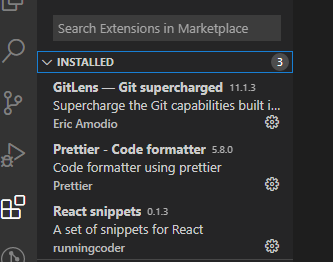 Search Extensions in Marketplace
INSTALLED 3
GitLens — Git supercharged 11.1.3
Supercharge the Git capabilities built i...
Eric Amodio
Prettier - Code formatter 5.8.0
Code formatter using prettier
Prettier
React snippets 0.1.3
A set of snippets for React
runningcoder